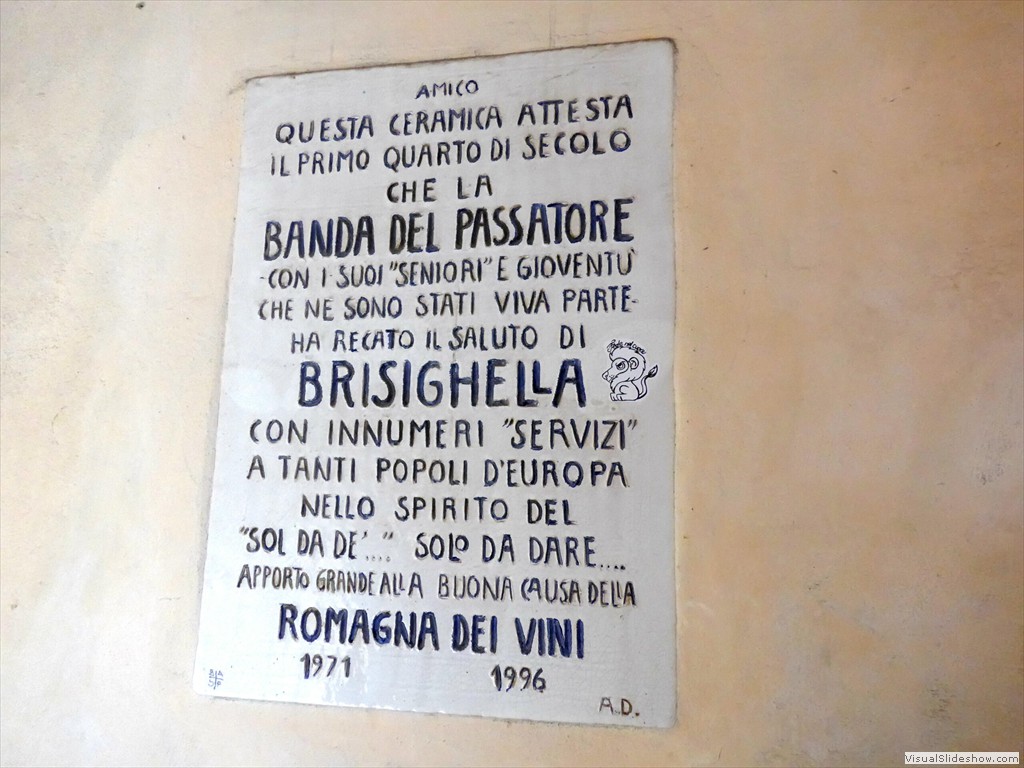 AMICO
QUESTA CERAMICA ATTESTA
IL PRIMO QUARTO DI SECOLO
CHE LA
BANDA DEL PASSATORE
-CON I SUOI "SENIORI" E GIOVENTÙ
CHE NE SONO STATI VIVA PARTE-
HA RECATO IL SALUTO DI
BRISIGHELLA
CON INNUMERI "SERVIZI"
A TANTI POPOLI D'EUROPA
NELLO SPIRITO DEL
"SOL DA DE'...." SOLO DA DARE....
APPORTO GRANDE ALLA BUONA CAUSA DELLA
ROMAGNA DEI VINI
1971 1996
A.D.
VisualSlideshow.com